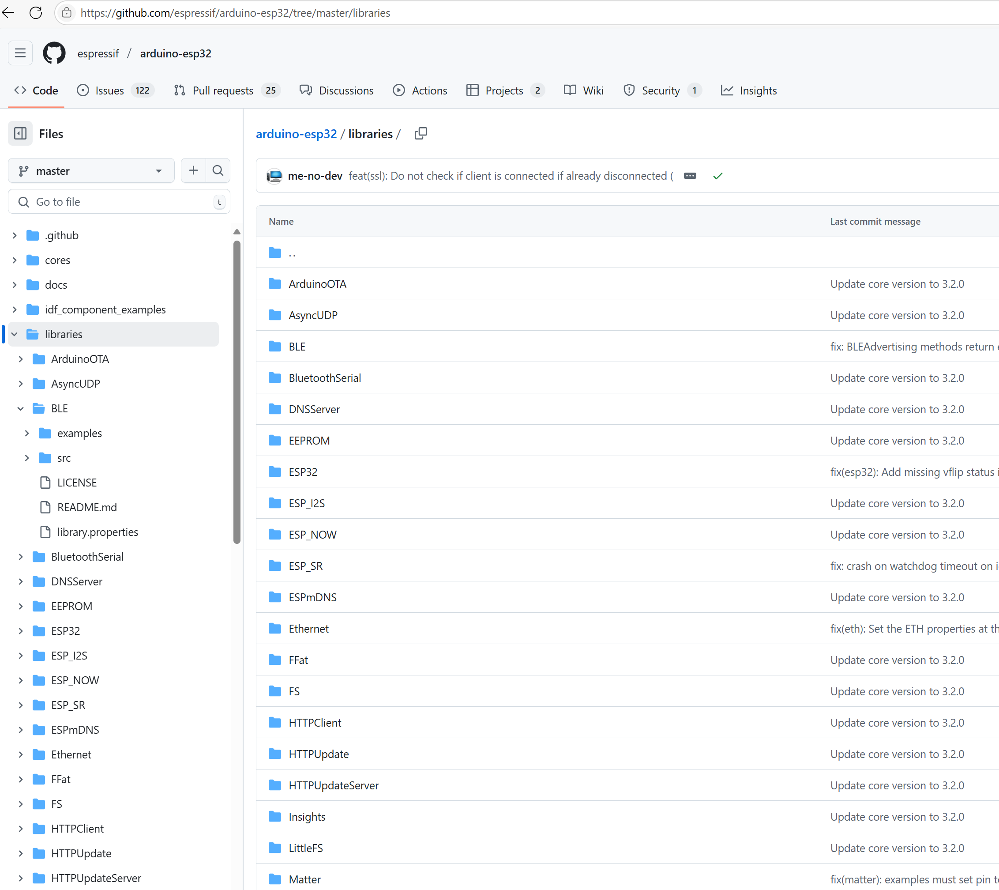 https://github.com/espressif/arduino-esp32/tree/master/libraries
espressif / arduino-esp32
Code Issues 122 Pull requests 25 Discussions Actions Projects 2 Wiki Security 1 Insights
Files
master
Go to file t
.github
cores
docs
idf_component_examples
libraries
ArduinoOTA
AsyncUDP
BLE
examples
src
LICENSE
README.md
library.properties
BluetoothSerial
DNSServer
EEPROM
ESP32
ESP_I2S
ESP_NOW
ESP_SR
ESPmDNS
Ethernet
FFat
FS
HTTPClient
HTTPUpdate
HTTPUpdateServer
arduino-esp32 / libraries /
me-no-dev feat(ssl): Do not check if client is connected if already disconnected (
Name Last commit message
..
ArduinoOTA Update core version to 3.2.0
AsyncUDP Update core version to 3.2.0
BLE fix: BLEAdvertising methods return
BluetoothSerial Update core version to 3.2.0
DNSServer Update core version to 3.2.0
EEPROM Update core version to 3.2.0
ESP32 fix(esp32): Add missing vflip status
ESP_I2S Update core version to 3.2.0
ESP_NOW Update core version to 3.2.0
ESP_SR fix: crash on watchdog timeout on
ESPmDNS Update core version to 3.2.0
Ethernet fix(eth): Set the ETH properties at
FFat Update core version to 3.2.0
FS Update core version to 3.2.0
HTTPClient Update core version to 3.2.0
HTTPUpdate Update core version to 3.2.0
HTTPUpdateServer Update core version to 3.2.0
Insights Update core version to 3.2.0
LittleFS Update core version to 3.2.0
Matter fix(matter): examples must set pin